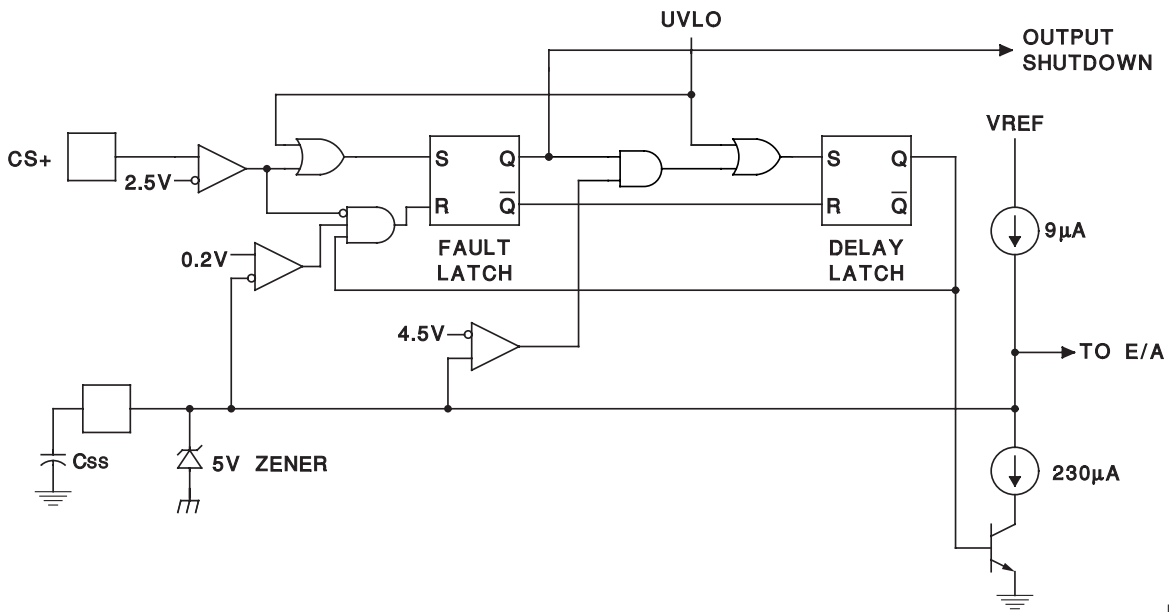 UVLO
OUTPUT
SHUTDOWN
VREF
CS+
2.5V
S
Q
R
Q̅
S
Q
R
Q̅
9µA
FAULT
LATCH
DELAY
LATCH
0.2V
4.5V
TO E/A
Css
5V ZENER
230µA